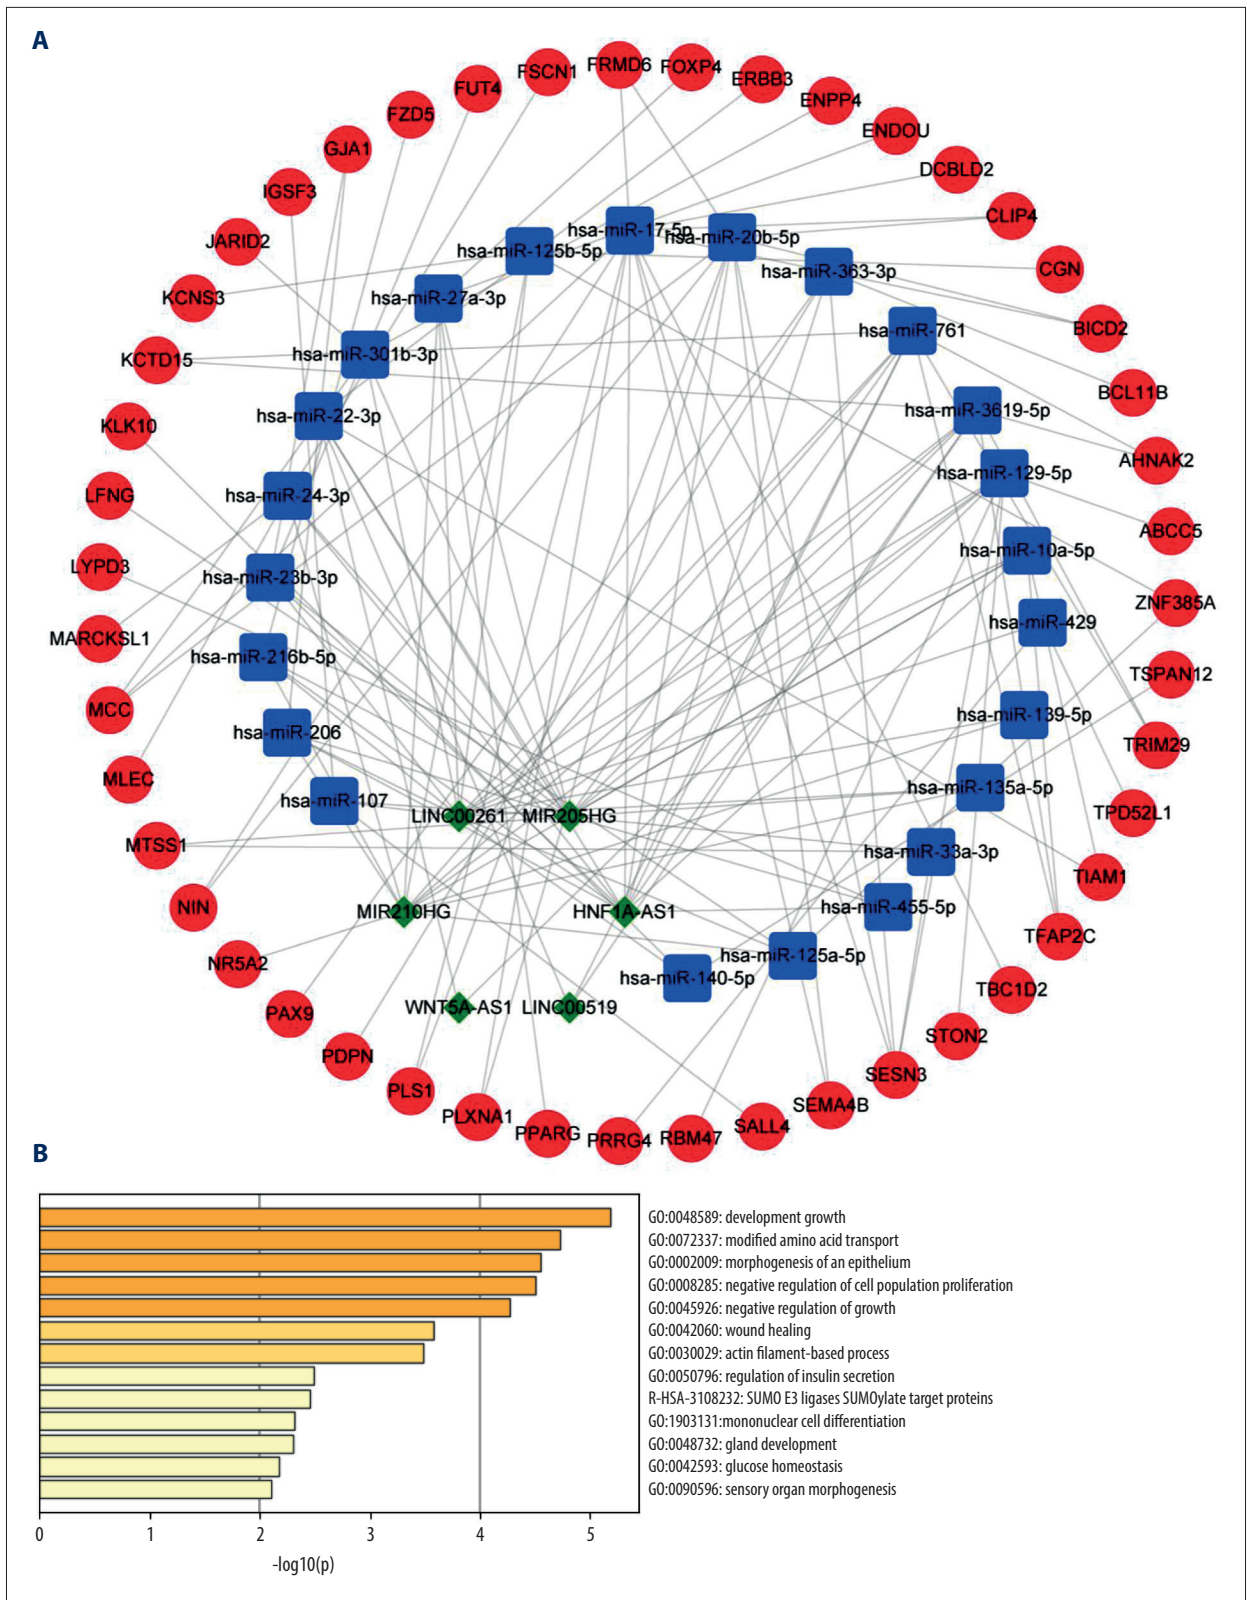 A
FSCN1
FRMD6
FOXP4
FUT4
ERBB3
ENPP4
FZD5
ENDOU
GJA1
DCBLD2
IGSF3
CLIP4
JARID2
hsa-miR-17-5p
hsa-miR-20b-5p
hsa-miR-125b-5p
CGN
hsa-miR-363-3p
KCNS3
hsa-miR-27a-3p
BICD2
hsa-miR-761
KCTD15
hsa-miR-301b-3p
BCL11B
hsa-miR-22-3p
hsa-miR-3619-5p
KLK10
AHNAK2
hsa-miR-129-5p
LFNG
hsa-miR-24-3p
ABCC5
hsa-miR-10a-5p
LYPD3
hsa-miR-23b-3p
ZNF385A
hsa-miR-429
MARCKSL1
hsa-miR-216b-5p
TSPAN12
MCC
hsa-miR-139-5p
hsa-miR-206
TRIM29
MLEC
hsa-miR-135a-5p
hsa-miR-107
LINC00261
MIR205HG
TPD52L1
MTSS1
hsa-miR-33a-3p
TIAM1
NIN
MIR210HG
HNF1A-AS1
hsa-miR-455-5p
TFAP2C
NR5A2
hsa-miR-125a-5p
hsa-miR-140-5p
TBC1D2
PAX9
WNT5A-AS1
LINC00519
STON2
PDPN
SESN3
PLS1
SEMA4B
PLXNA1
PPARG
PRRG4
RBM47
SALL4
B
GO:0048589: development growth
GO:0072337: modified amino acid transport
GO:0002009: morphogenesis of an epithelium
GO:0008285: negative regulation of cell population proliferation
GO:0045926: negative regulation of growth
GO:0042060: wound healing
GO:0030029: actin filament-based process
GO:0050796: regulation of insulin secretion
R-HSA-3108232: SUMO E3 ligases SUMOylate target proteins
GO:1903131:mononuclear cell differentiation
GO:0048732: gland development
GO:0042593: glucose homeostasis
GO:0090596: sensory organ morphogenesis
0 1 2 3 4 5
-log10(p)